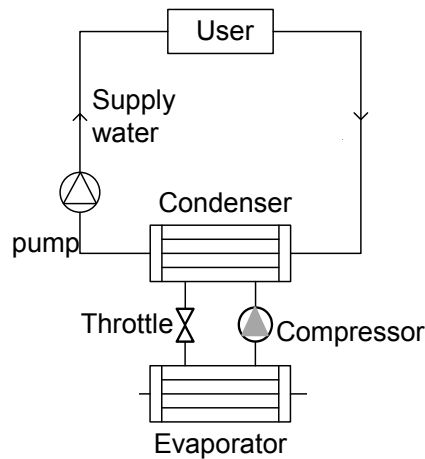 User
Supply
water
Condenser
pump
Throttle
Compressor
Evaporator